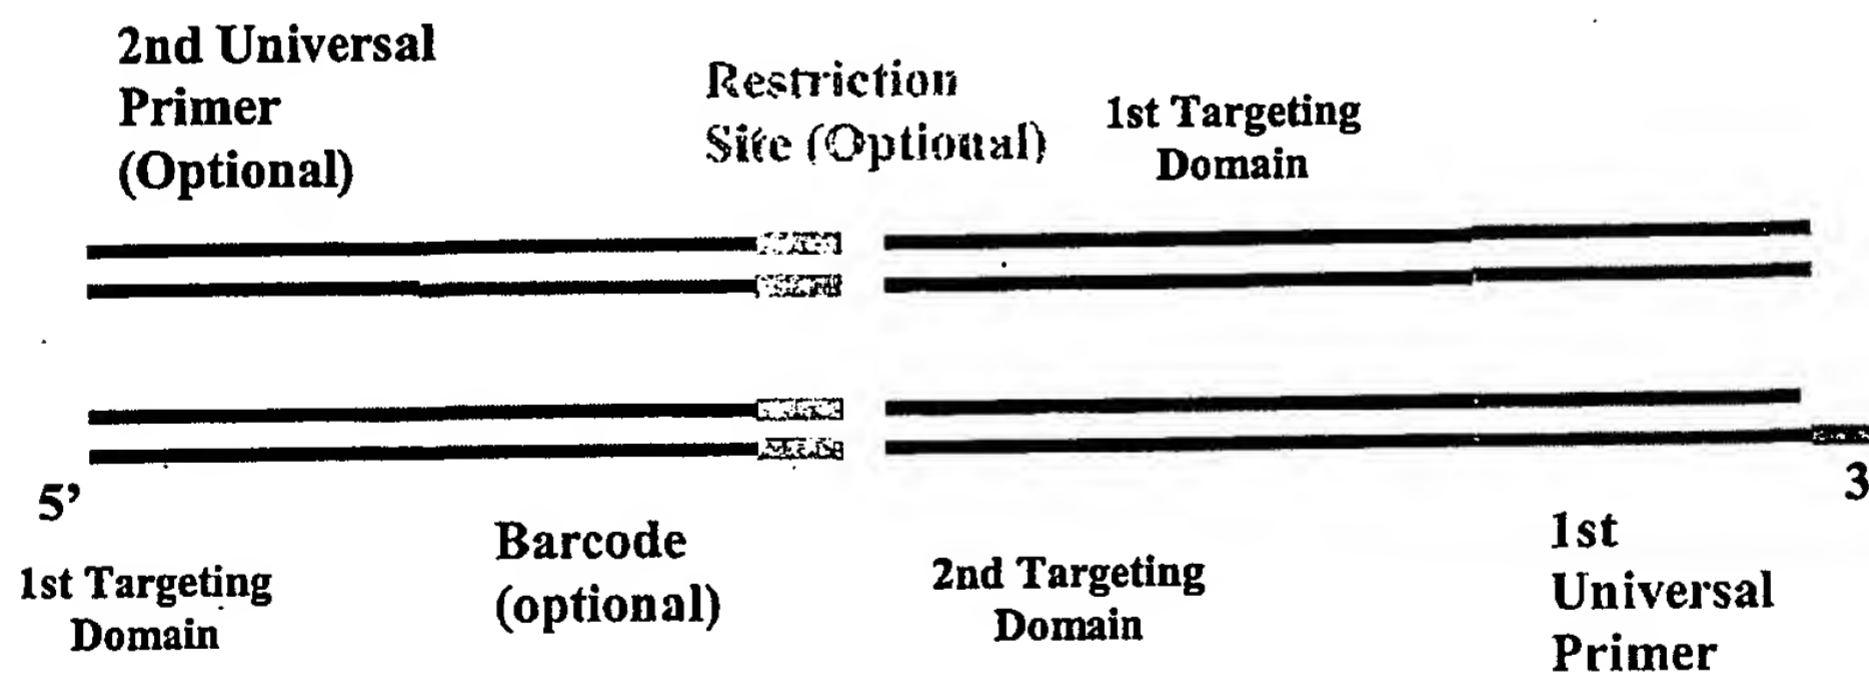 2nd Universal
Primer
(Optional)
Restriction
Site (Optional)
1st Targeting
Domain
5’
3
1st Targeting
Domain
Barcode
(optional)
2nd Targeting
Domain
1st
Universal
Primer